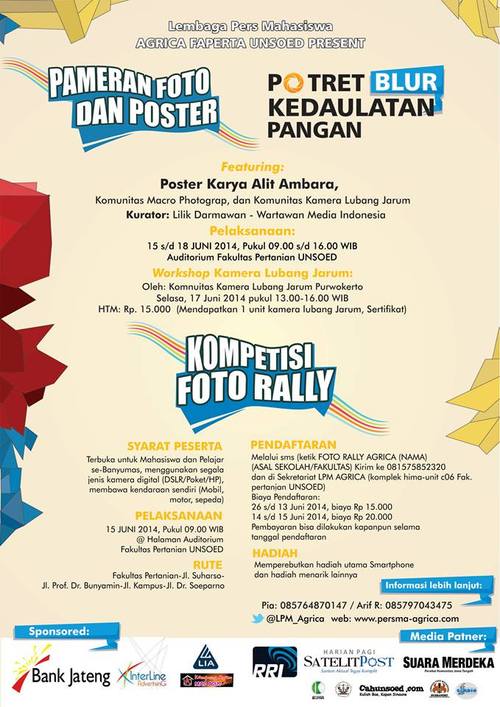 Lembaga Pers Mahasiswa
AGRICA FAPERTA UNSOED PRESENT
PAMERAN FOTO
DAN POSTER
POTRET BLUR
KEDAULATAN
PANGAN
Featuring:
Poster Karya Alit Ambara,
Komunitas Macro Photograp, dan Komunitas Kamera Lubang Jarum
Kurator: Lilik Darmawan - Wartawan Media Indonesia
Pelaksanaan:
15 s/d 18 JUNI 2014, Pukul 09.00 s/d 16.00 WIB
Auditorium Fakultas Pertanian UNSOED
Workshop Kamera Lubang Jarum:
Oleh: Komnuitas Kamera Lubang Jarum Purwokerto
Selasa, 17 Juni 2014 pukul 13.00-16.00 WIB
HTM: Rp. 15.000 (Mendapatkan 1 unit kamera lubang Jarum, Sertifikat)
KOMPETISI
FOTO RALLY
SYARAT PESERTA
Terbuka untuk Mahasiswa dan Pelajar
se-Banyumas, menggunakan segala
jenis kamera digital (DSLR/Poket/HP),
membawa kendaraan sendiri (Mobil,
motor, sepeda)
PELAKSANAAN
15 JUNI 2014, Pukul 09.00 WIB
@ Halaman Auditorium
Fakultas Pertanian UNSOED
RUTE
Fakultas Pertanian-Jl. Suharso-
Jl. Prof. Dr. Bunyamin-Jl. Kampus-Jl. Dr. Soeparno
PENDAFTARAN
Melalui sms (ketik FOTO RALLY AGRICA (NAMA)
(ASAL SEKOLAH/FAKULTAS) Kirim ke 081575852320
dan di Sekretariat LPM AGRICA (komplek hima-unit c06 Fak.
pertanian UNSOED)
Biaya Pendaftaran:
26 s/d 13 Juni 2014, biaya Rp 15.000
14 s/d 15 Juni 2014, biaya Rp 20.000
Pembayaran bisa dilakukan kapanpun selama
tanggal pendaftaran
HADIAH
Memperebutkan hadiah utama Smartphone
dan hadiah menarik lainnya
Informasi lebih lanjut:
Pia: 085764870147 / Arif R: 085797043475
@LPM_Agrica web: www.persma-agrica.com
Sponsored:
Media Patner:
Bank Jateng
InterLine
Advertising
LIA
RRI
HARIAN PAGI
SATELITPOST
SUARA MERDEKA
Cahunsoed.com